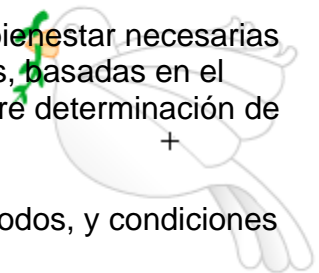 bienestar necesarias
s, basadas en el
re determinación de
odos, y condiciones